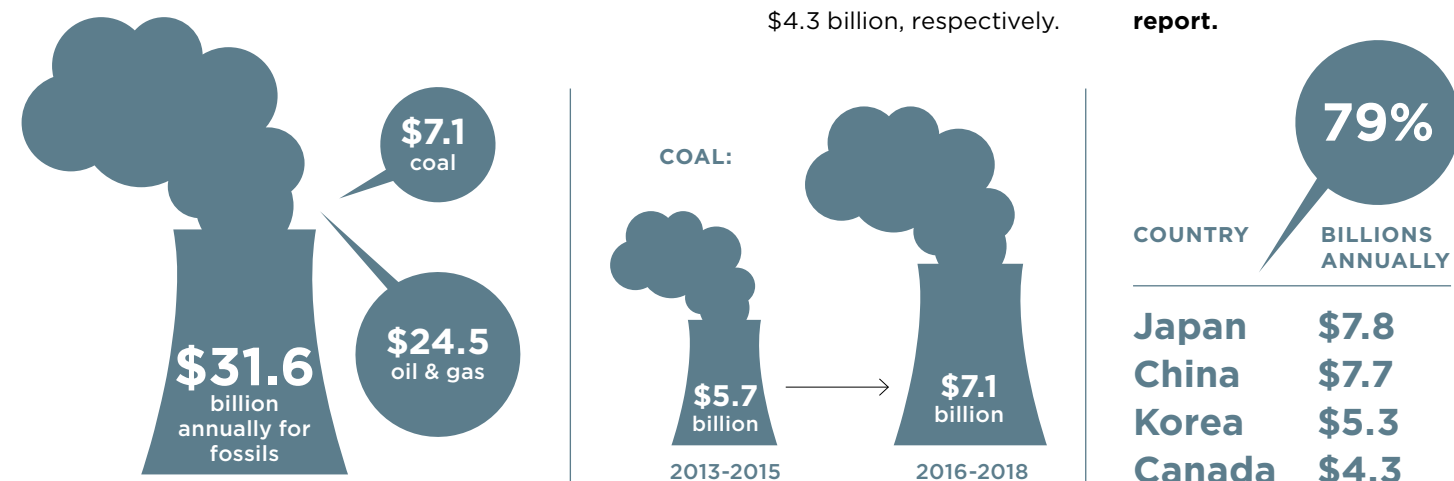 $4.3 billion, respectively.
report.
$7.1
coal
$24.5
oil & gas
$31.6
billion
annually for
fossils
COAL:
$5.7
billion
2013-2015
$7.1
billion
2016-2018
79%
COUNTRY BILLIONS
ANNUALLY
Japan $7.8
China $7.7
Korea $5.3
Canada $4.3